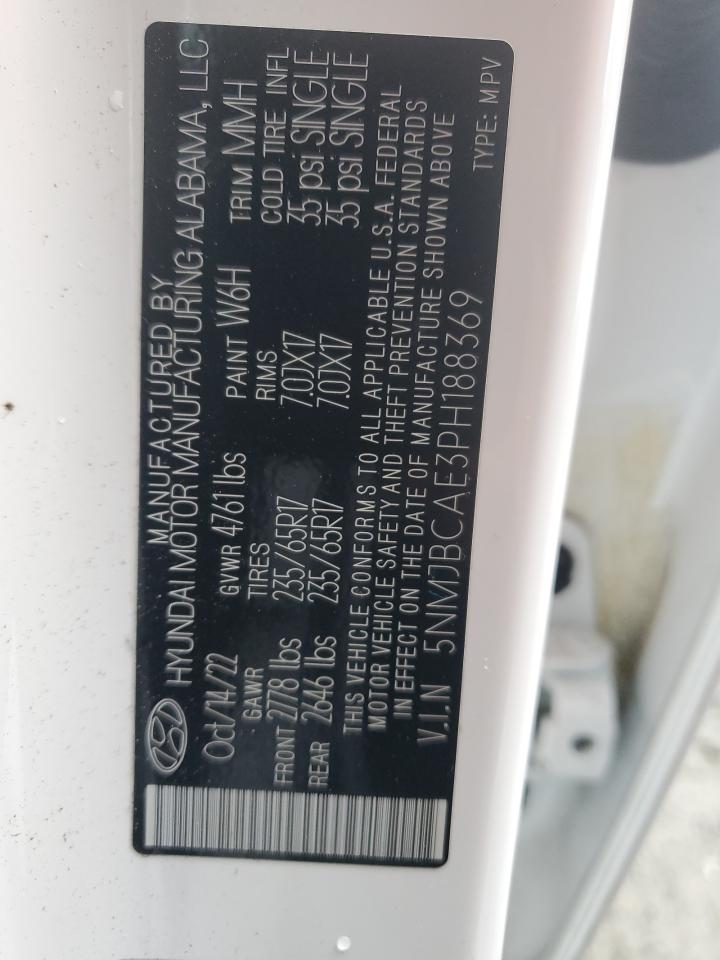 MANUFACTURED BY
HYUNDAI MOTOR MANUFACTURING ALABAMA, LLC
Oct/14/22 GVWR 4761 lbs PAINT W6H TRIM MMH
GAWR TIRES RIMS COLD TIRE INFL
FRONT 2778 lbs 235/65R17 7.0JX17 35 psi SINGLE
REAR 2646 lbs 235/65R17 7.0JX17 35 psi SINGLE
THIS VEHICLE CONFORMS TO ALL APPLICABLE U.S.A. FEDERAL
MOTOR VEHICLE SAFETY AND THEFT PREVENTION STANDARDS
IN EFFECT ON THE DATE OF MANUFACTURE SHOWN ABOVE
V.I.N 5NMJBCAE3PH188369
TYPE: MPV